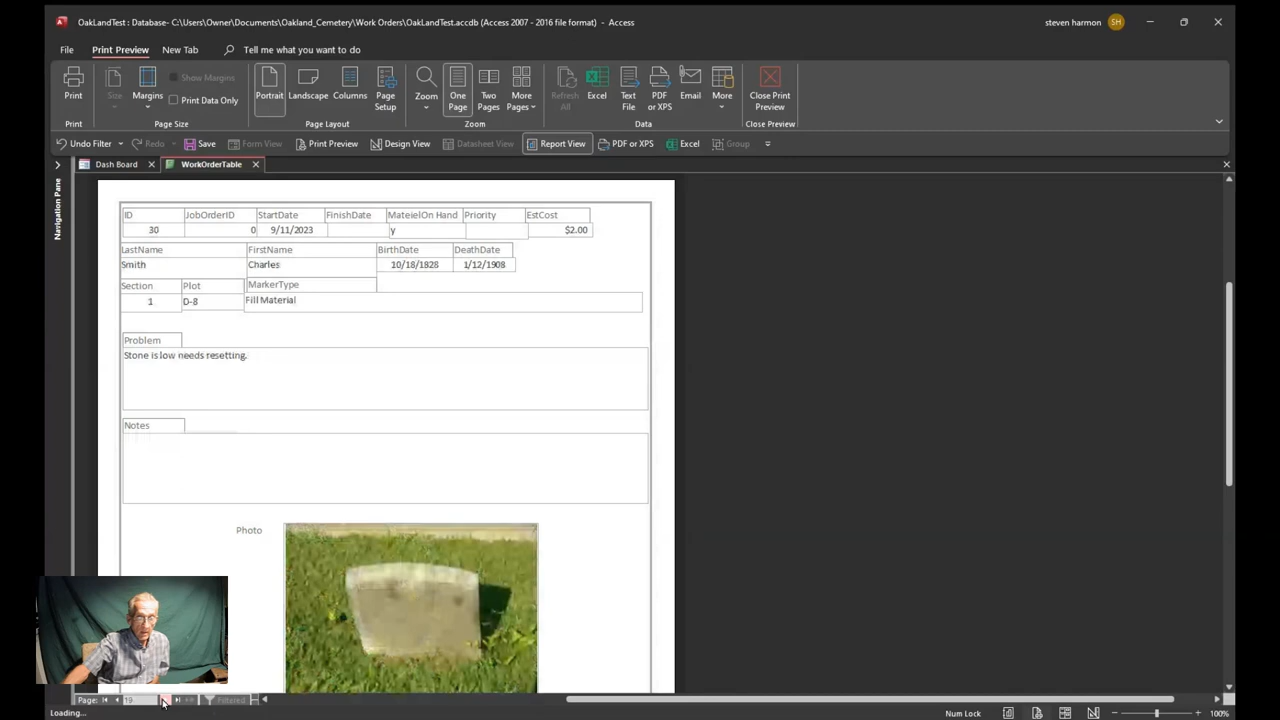 OakLandTest : Database- C:\Users\Owner\Documents\Oakland_Cemetery\Work Orders\OakLandTest.accdb (Access 2007 - 2016 file format) - Access
steven harmon
SH
File
Print Preview
New Tab
Tell me what you want to do
Print
Size
Margins
Show Margins
Print Data Only
Portrait
Landscape
Columns
Page Setup
Zoom
One Page
Two Pages
More Pages
Refresh All
Excel
Text File
PDF or XPS
Email
More
Close Print Preview
Print
Page Size
Page Layout
Zoom
Data
Close Preview
Undo Filter
Redo
Save
Form View
Print Preview
Design View
Datasheet View
Report View
PDF or XPS
Excel
Group
Dash Board
WorkOrderTable
Navigation Pane
ID JobOrderID StartDate FinishDate MateielOn Hand Priority EstCost
30 0 9/11/2023 y $2.00
LastName FirstName BirthDate DeathDate
Smith Charles 10/18/1828 1/12/1908
Section Plot MarkerType
1 D-8 Fill Material
Problem
Stone is low needs resetting.
Notes
Photo
Page: 19 Filtered
Loading...
Num Lock
100%